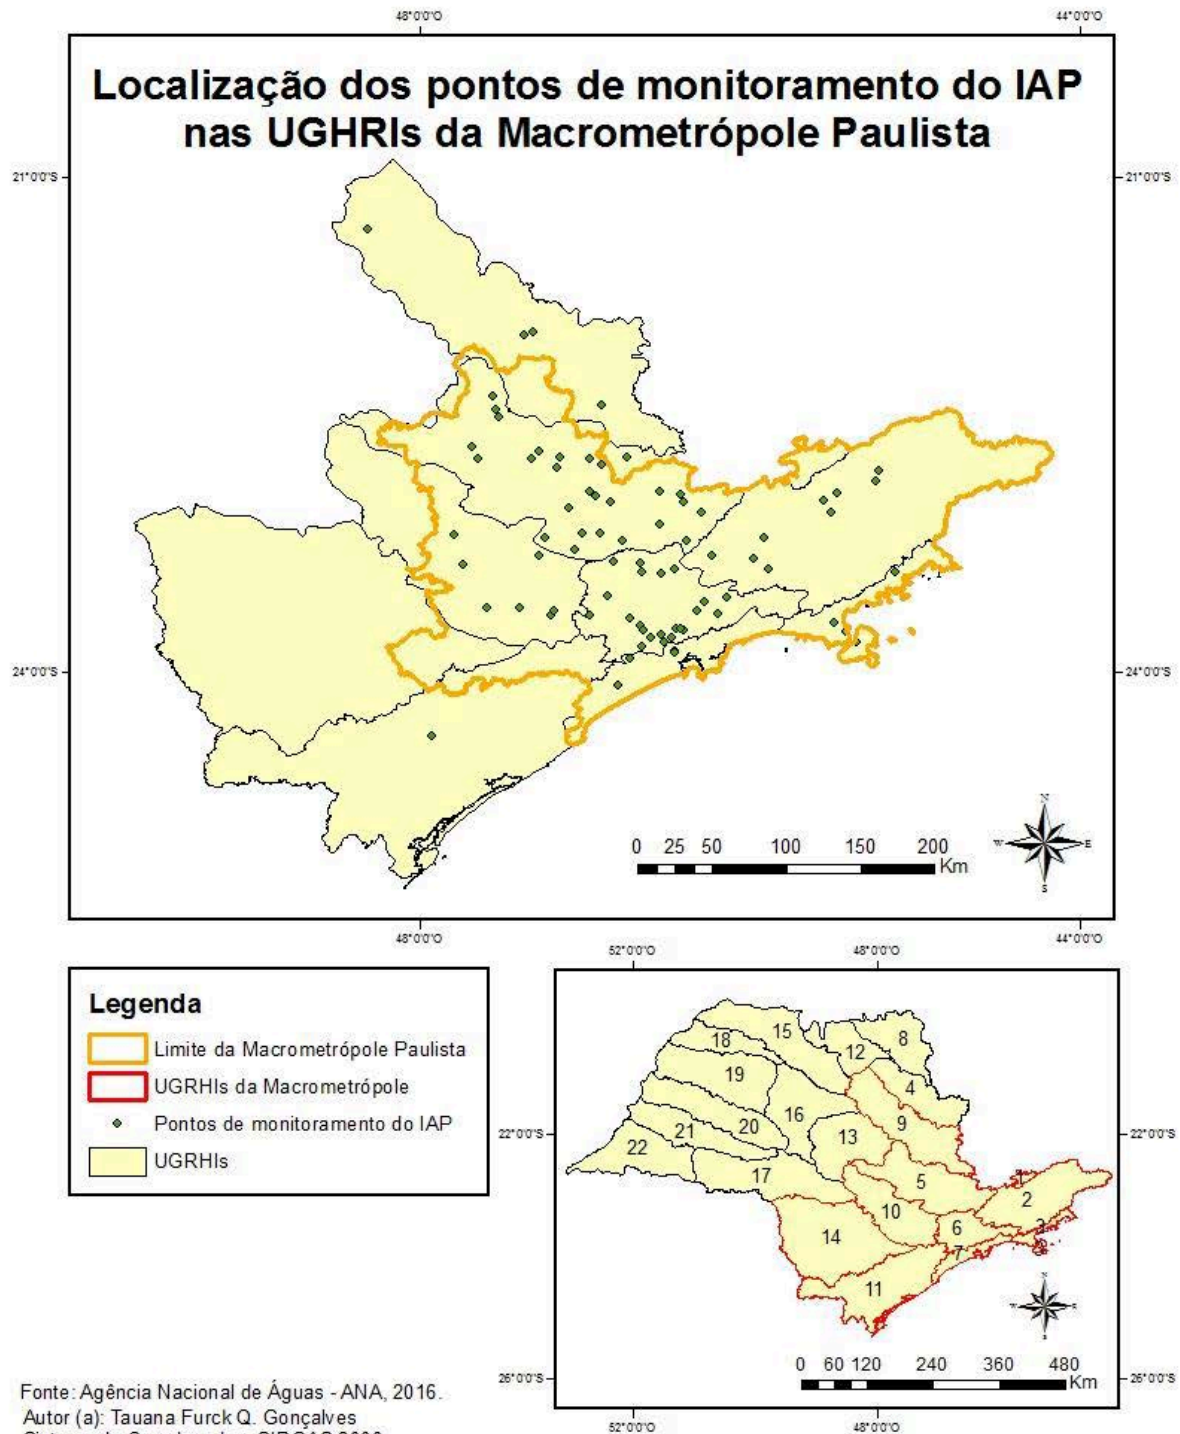 48°0'0"O 44°0'0"O
Localização dos pontos de monitoramento do IAP
nas UGHRIs da Macrometrópole Paulista
21°0'0"S 21°0'0"S
24°0'0"S 24°0'0"S
N
W E
S
0 25 50 100 150 200
Km
48°0'0"O 44°0'0"O
52°0'0"O 48°0'0"O
Legenda
Limite da Macrometrópole Paulista
UGRHIs da Macrometrópole
Pontos de monitoramento do IAP
UGRHIs
15
8
18
12
19
4
16
9
20
13
21
22°0'0"S 22°0'0"S
22
17
5
1
2
10
6
3
14
7
11
N
W E
S
0 60 120 240 360 480
Km
26°0'0"S 26°0'0"S
52°0'0"O 48°0'0"O
Fonte: Agência Nacional de Águas - ANA, 2016.
Autor (a): Tauana Furck Q. Gonçalves